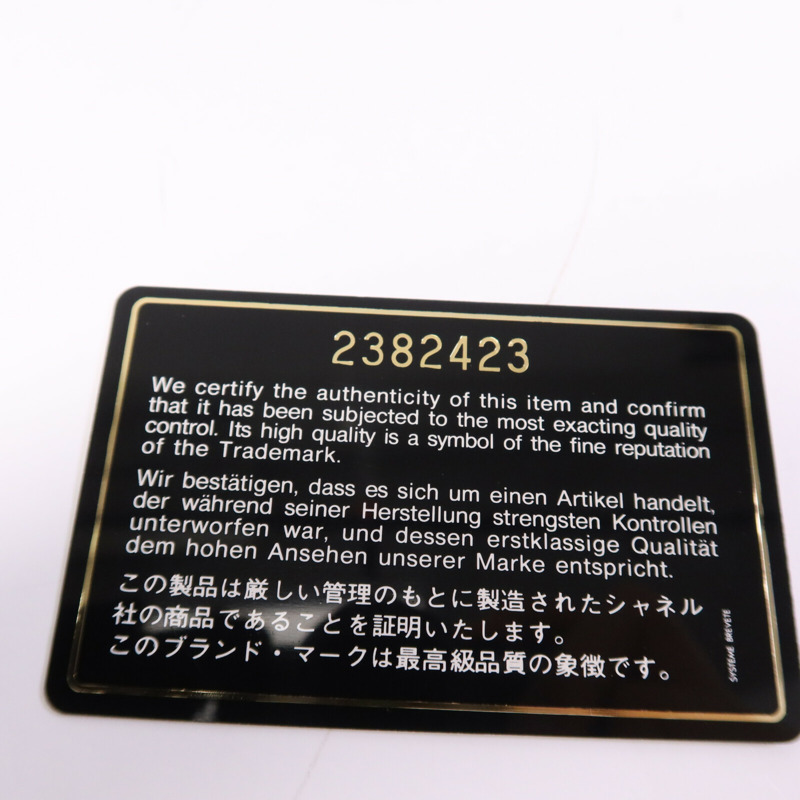 2382423
We certify the authenticity of this item and confirm
that it has been subjected to the most exacting quality
control. Its high quality is a symbol of the fine reputation
of the Trademark.
Wir bestätigen, dass es sich um einen Artikel handelt,
der während seiner Herstellung strengsten Kontrollen
unterworfen war, und dessen erstklassige Qualität
dem hohen Ansehen unserer Marke entspricht.
この製品は厳しい管理のもとに製造されたシャネル
社の商品であることを証明いたします。
このブランド・マークは最高級品質の象徴です。
SYSTEME BREVETE